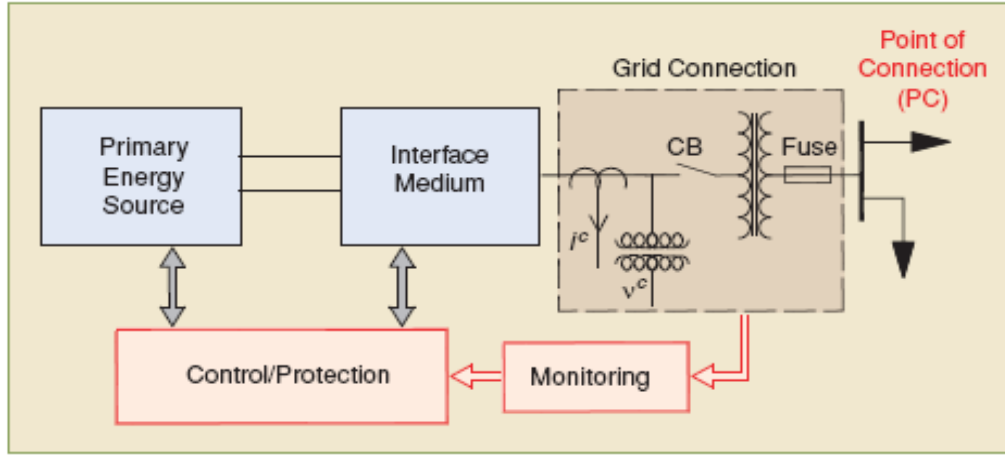 Point of
Connection
(PC)
Grid Connection
Primary
Energy
Source
Interface
Medium
CB
Fuse
i^c
v^c
Control/Protection
Monitoring